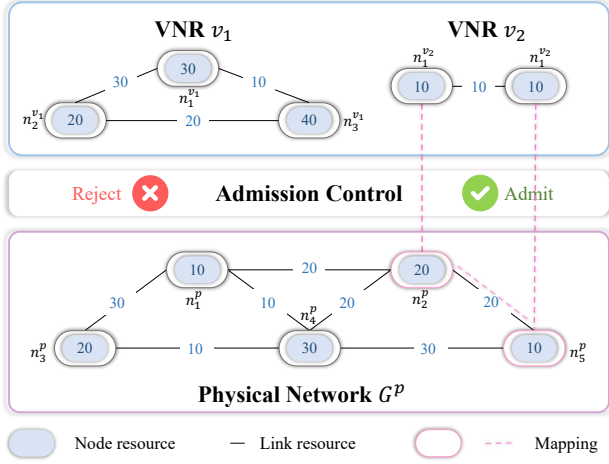 VNR v₁ VNR v₂
n₁^{v₂} n₁^{v₂}
30
30 n₁^{v₁} 10 10 10 10
n₂^{v₁} 20 20 40 n₃^{v₁}
Reject Admission Control Admit
10 20 20
n₁^p n₂^p
30 10 n₄^p 20 20
n₃^p 20 10 30 30 10 n₅^p
Physical Network G^p
Node resource Link resource Mapping